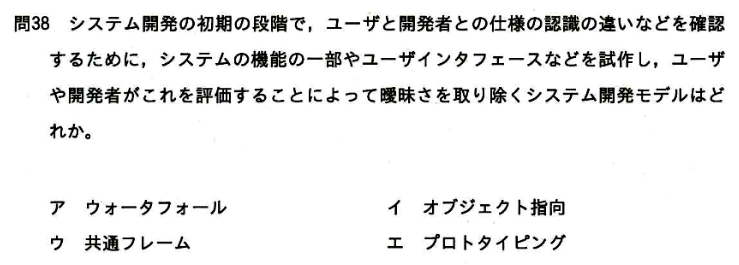 問38 システム開発の初期の段階で，ユーザと開発者との仕様の認識の違いなどを確認
するために，システムの機能の一部やユーザインタフェースなどを試作し，ユーザ
や開発者がこれを評価することによって曖昧さを取り除くシステム開発モデルはど
れか。
ア ウォータフォール イ オブジェクト指向
ウ 共通フレーム エ プロトタイピング